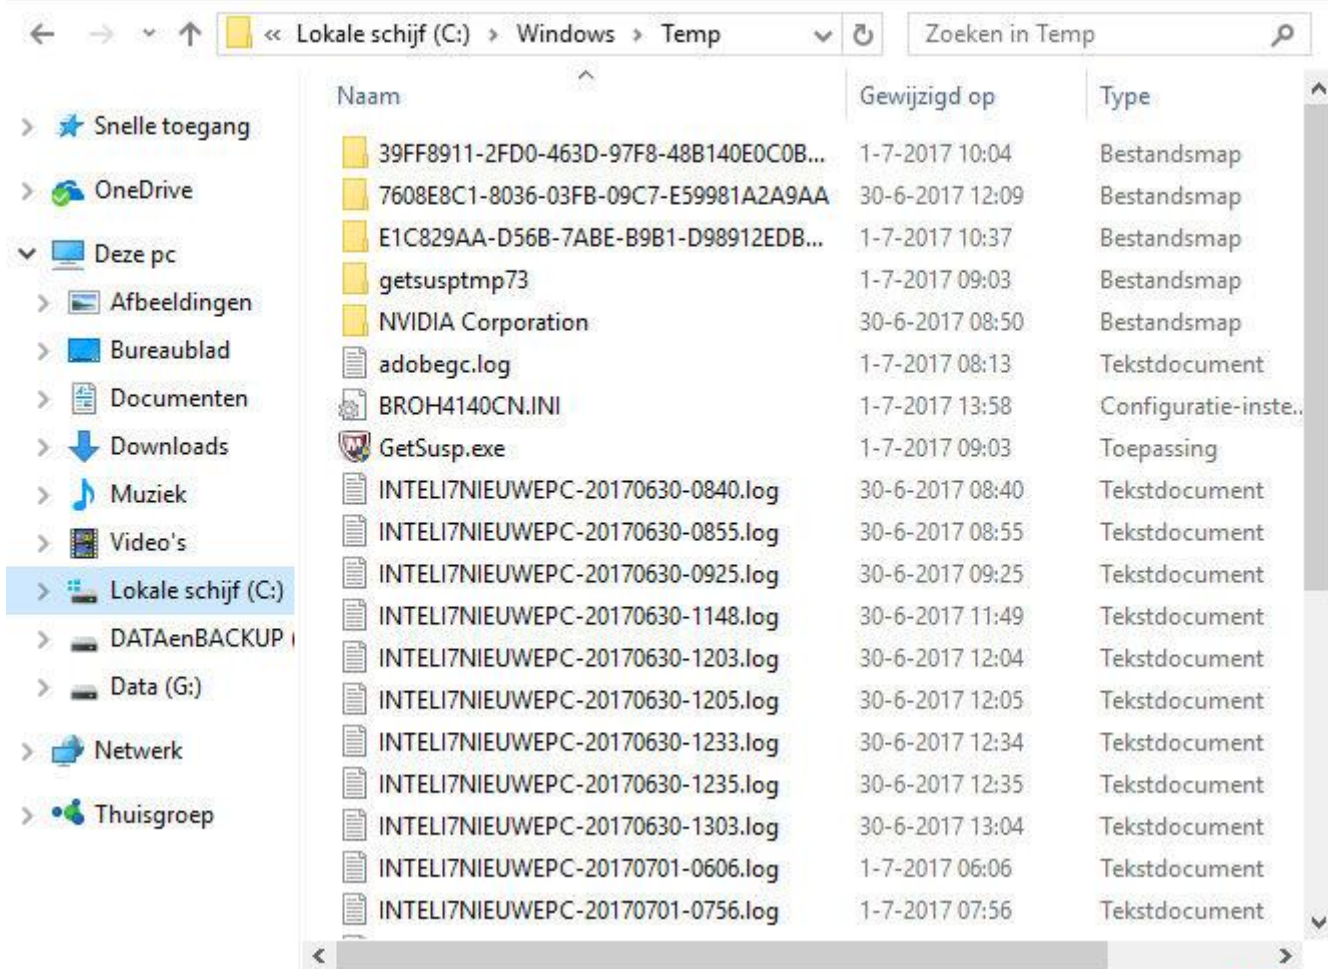 « Lokale schijf (C:) > Windows > Temp
Zoeken in Temp
Snelle toegang
OneDrive
Deze pc
Afbeeldingen
Bureaublad
Documenten
Downloads
Muziek
Video's
Lokale schijf (C:)
DATAenBACKUP (
Data (G:)
Netwerk
Thuisgroep
Naam Gewijzigd op Type
39FF8911-2FD0-463D-97F8-48B140E0C0B... 1-7-2017 10:04 Bestandsmap
7608E8C1-8036-03FB-09C7-E59981A2A9AA 30-6-2017 12:09 Bestandsmap
E1C829AA-D56B-7ABE-B9B1-D98912EDB... 1-7-2017 10:37 Bestandsmap
getsusptmp73 1-7-2017 09:03 Bestandsmap
NVIDIA Corporation 30-6-2017 08:50 Bestandsmap
adobegc.log 1-7-2017 08:13 Tekstdocument
BROH4140CN.INI 1-7-2017 13:58 Configuratie-inste..
GetSusp.exe 1-7-2017 09:03 Toepassing
INTELI7NIEUWEPC-20170630-0840.log 30-6-2017 08:40 Tekstdocument
INTELI7NIEUWEPC-20170630-0855.log 30-6-2017 08:55 Tekstdocument
INTELI7NIEUWEPC-20170630-0925.log 30-6-2017 09:25 Tekstdocument
INTELI7NIEUWEPC-20170630-1148.log 30-6-2017 11:49 Tekstdocument
INTELI7NIEUWEPC-20170630-1203.log 30-6-2017 12:04 Tekstdocument
INTELI7NIEUWEPC-20170630-1205.log 30-6-2017 12:05 Tekstdocument
INTELI7NIEUWEPC-20170630-1233.log 30-6-2017 12:34 Tekstdocument
INTELI7NIEUWEPC-20170630-1235.log 30-6-2017 12:35 Tekstdocument
INTELI7NIEUWEPC-20170630-1303.log 30-6-2017 13:04 Tekstdocument
INTELI7NIEUWEPC-20170701-0606.log 1-7-2017 06:06 Tekstdocument
INTELI7NIEUWEPC-20170701-0756.log 1-7-2017 07:56 Tekstdocument